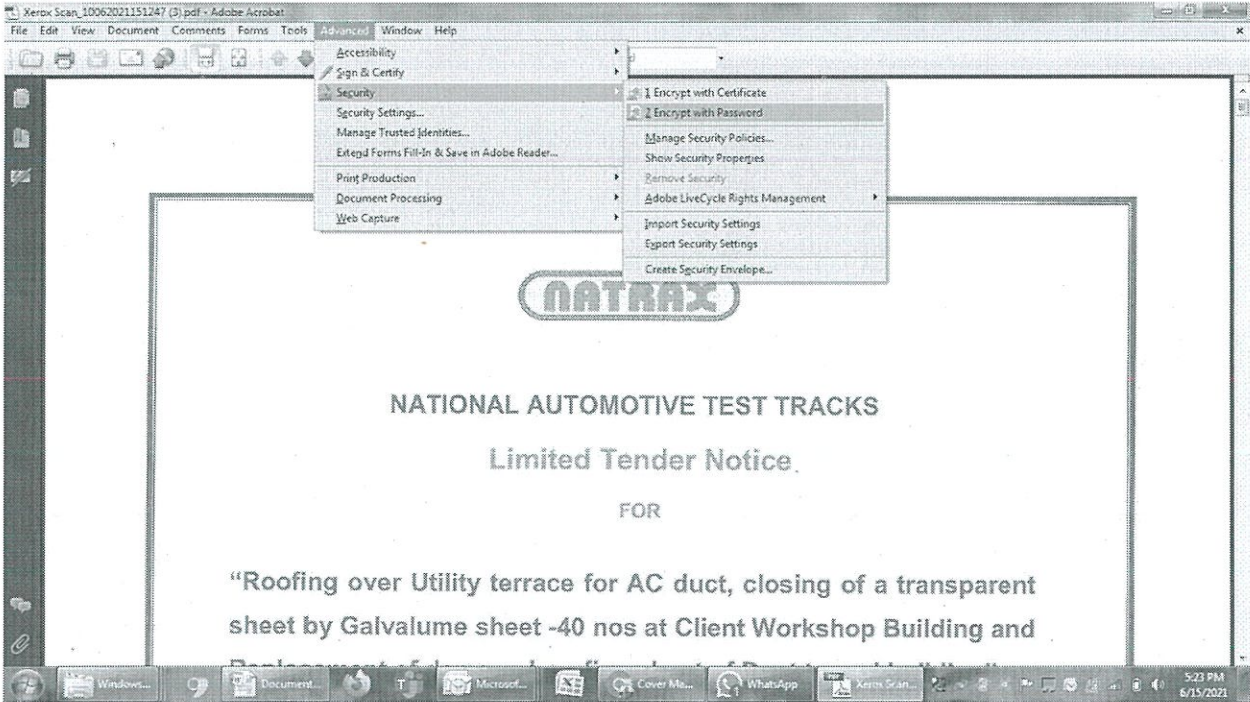 Xerox Scan_10062021151247 (3).pdf - Adobe Acrobat
File Edit View Document Comments Forms Tools Advanced Window Help
Accessibility
Sign & Certify
Security
Security Settings...
Manage Trusted Identities...
Extend Forms Fill-In & Save in Adobe Reader...
Print Production
Document Processing
Web Capture
1 Encrypt with Certificate
2 Encrypt with Password
Manage Security Policies...
Show Security Properties
Remove Security
Adobe LiveCycle Rights Management
Import Security Settings
Export Security Settings
Create Security Envelope...
NATRAX
NATIONAL AUTOMOTIVE TEST TRACKS
Limited Tender Notice
FOR
"Roofing over Utility terrace for AC duct, closing of a transparent
sheet by Galvalume sheet -40 nos at Client Workshop Building and
Windows... Document... Microsof... Cover Me... WhatsApp Xerox Scan... 5:23 PM
6/15/2021